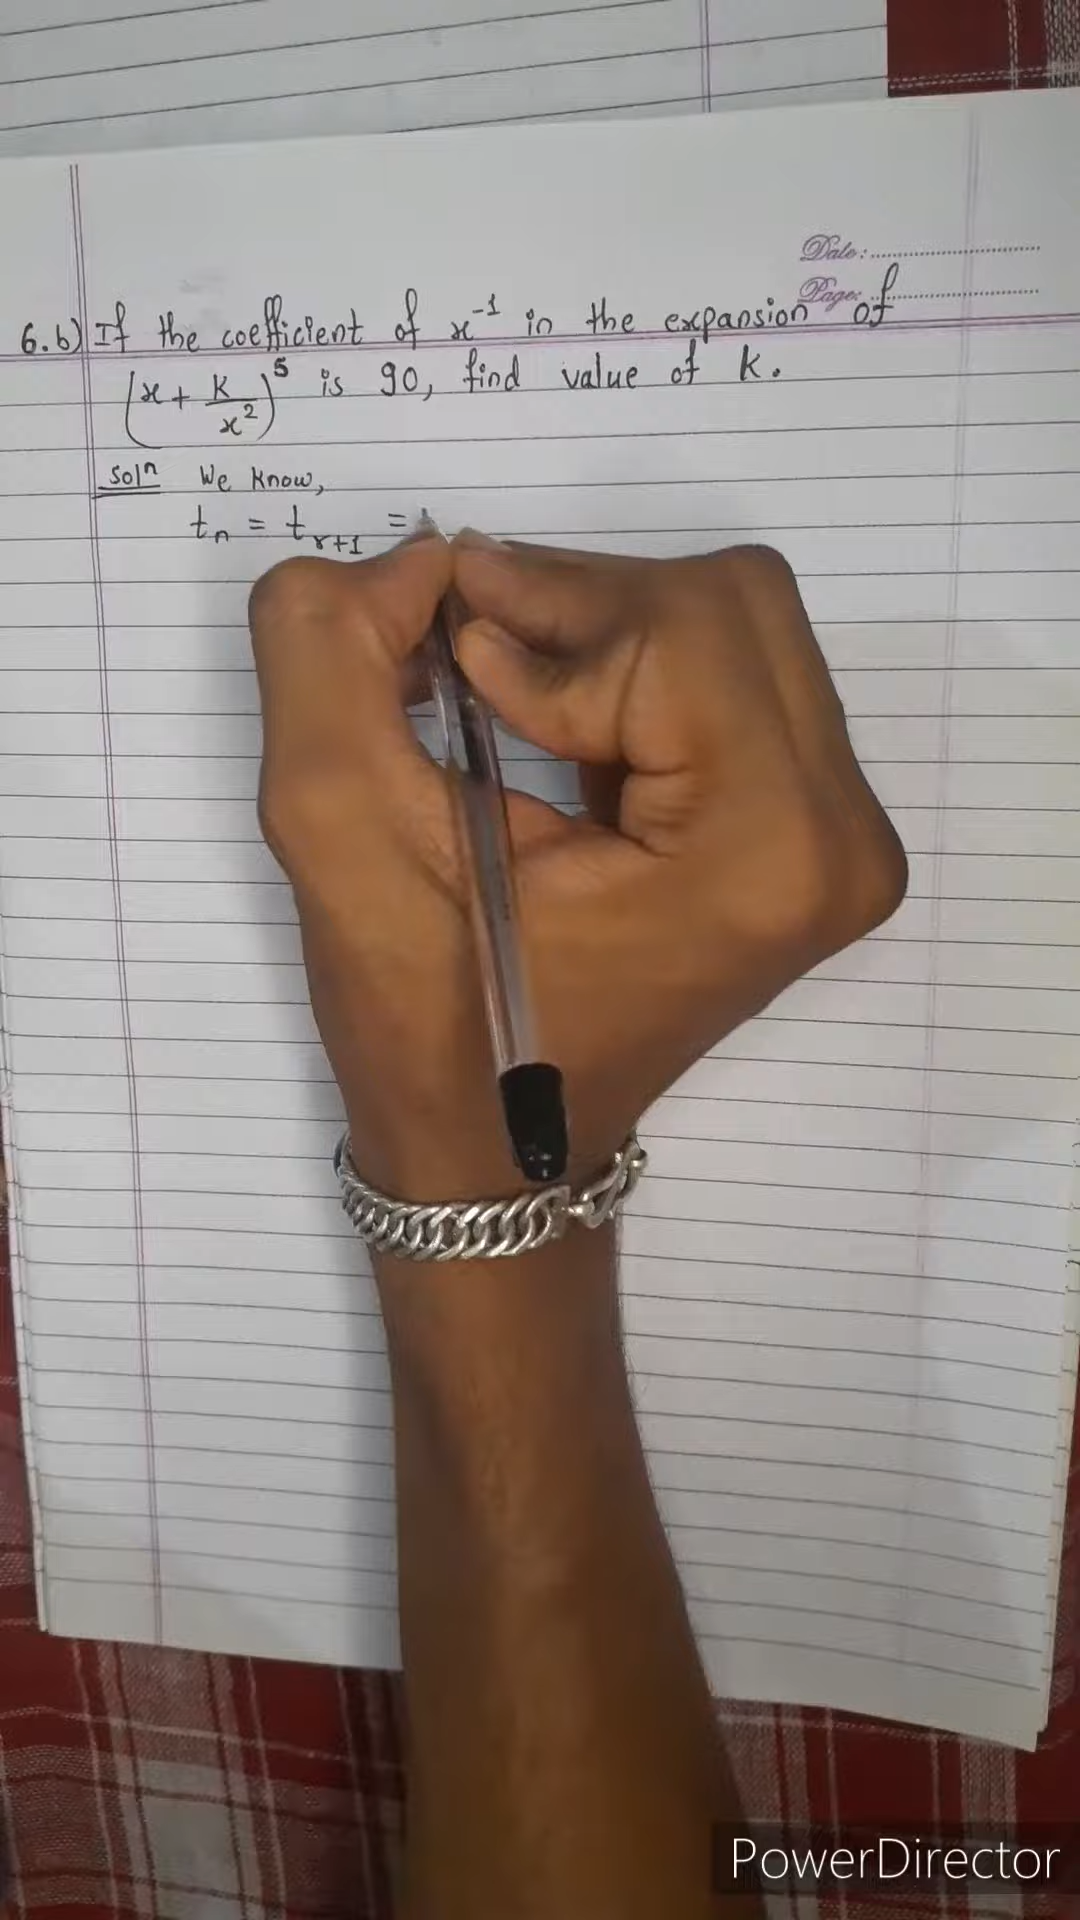 Date:
Page:
6.b) If the coefficient of x⁻¹ in the expansion of
(x + k/x²)⁵ is 90, find value of k.
Solⁿ We know,
tₙ = tᵣ₊₁ =
PowerDirector